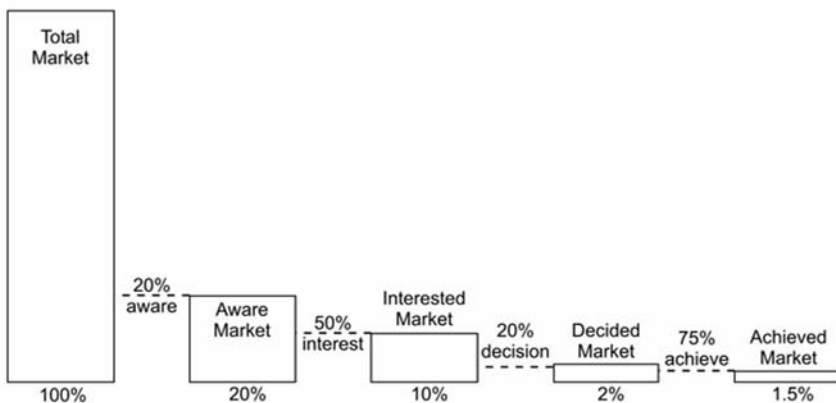 Total
Market
20%
aware
Aware
Market
50%
interest
Interested
Market
20%
decision
Decided
Market
75%
achieve
Achieved
Market
100%
20%
10%
2%
1.5%